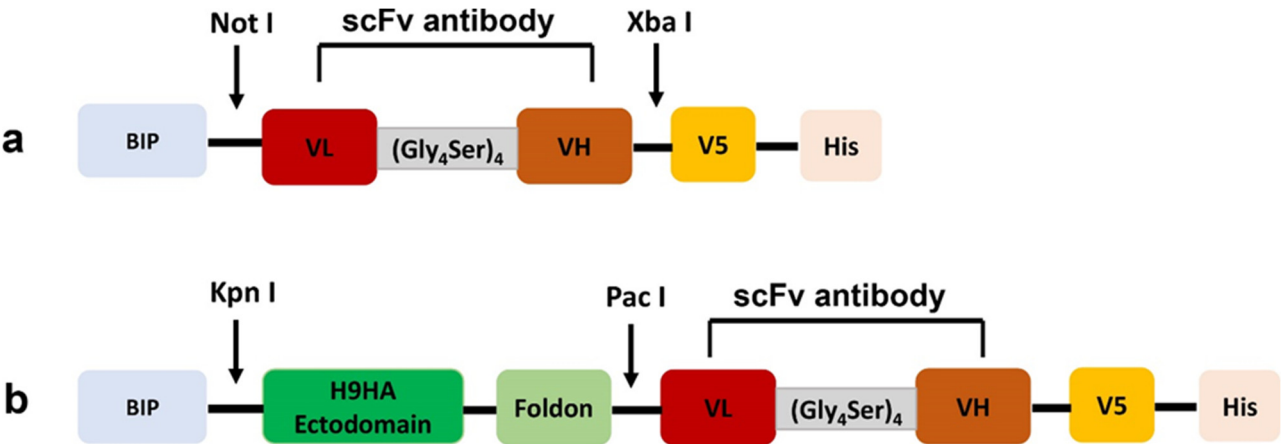 Not I
scFv antibody
Xba I
a
BIP
VL
(Gly₄Ser)₄
VH
V5
His
Kpn I
Pac I
scFv antibody
b
BIP
H9HA
Ectodomain
Foldon
VL
(Gly₄Ser)₄
VH
V5
His